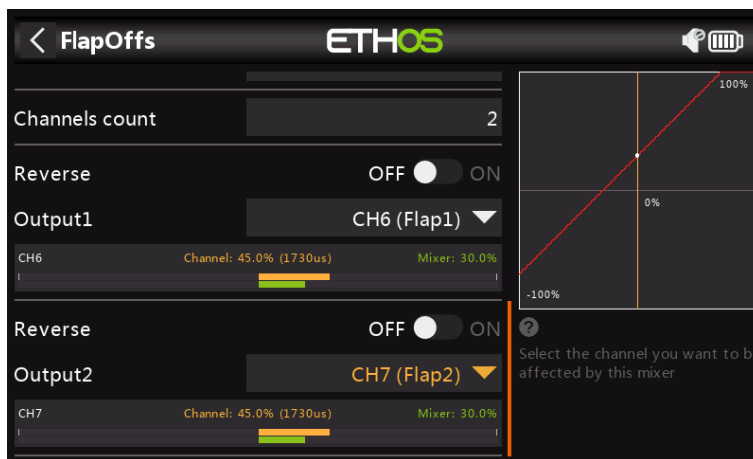 FlapOffs
ETHOS
Channels count
2
Reverse
OFF
ON
Output1
CH6 (Flap1)
CH6
Channel: 45.0% (1730us)
Mixer: 30.0%
Reverse
OFF
ON
Output2
CH7 (Flap2)
CH7
Channel: 45.0% (1730us)
Mixer: 30.0%
100%
0%
-100%
?
Select the channel you want to b
affected by this mixer